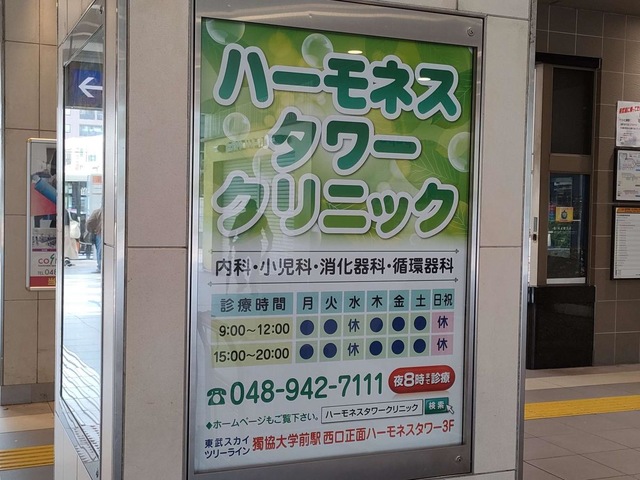 ハーモネス
タワー
クリニック
内科・小児科・消化器科・循環器科
診療時間 月 火 水 木 金 土 日祝
9:00～12:00 ● ● 休 ● ● ● 休
15:00～20:00 ● ● 休 ● ● ● 休
☎048-942-7111 夜8時まで診療
◆ホームページもご覧下さい。 ハーモネスタワークリニック 検索
東武スカイ
ツリーライン 獨協大学前駅 西口正面ハーモネスタワー3F